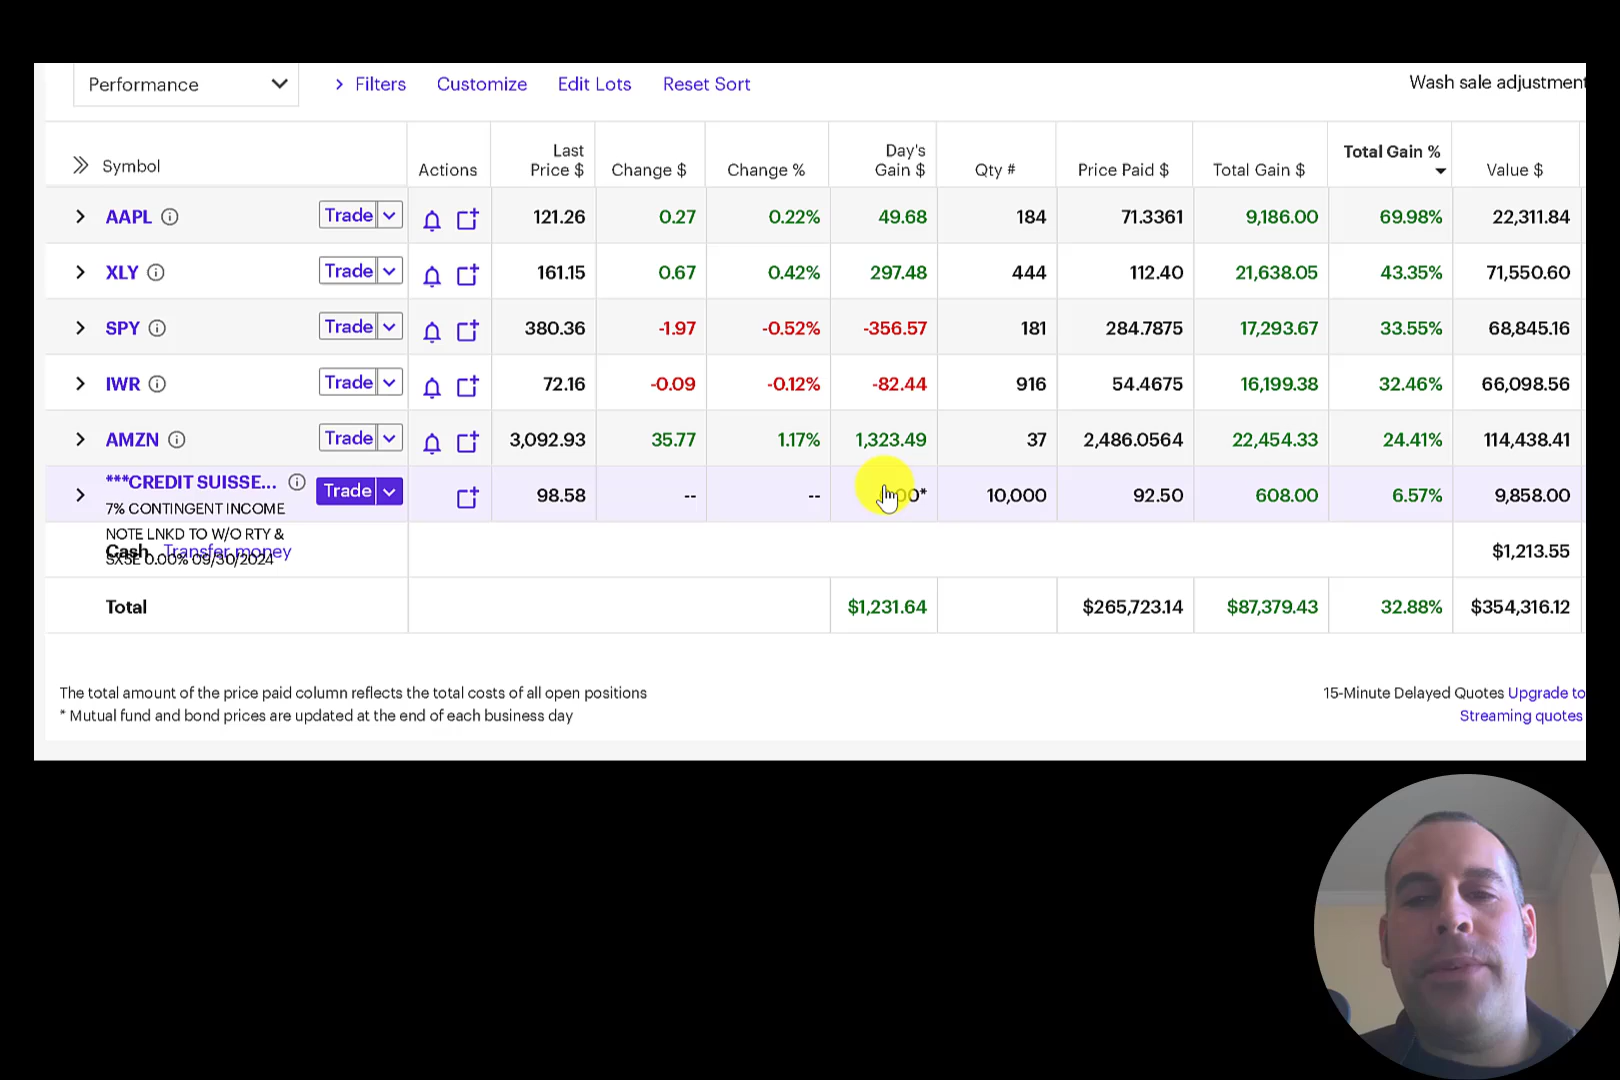 Performance Filters Customize Edit Lots Reset Sort Wash sale adjustment
Symbol Actions Last Price $ Change $ Change % Day's Gain $ Qty # Price Paid $ Total Gain $ Total Gain % Value $
AAPL Trade 121.26 0.27 0.22% 49.68 184 71.3361 9,186.00 69.98% 22,311.84
XLY Trade 161.15 0.67 0.42% 297.48 444 112.40 21,638.05 43.35% 71,550.60
SPY Trade 380.36 -1.97 -0.52% -356.57 181 284.7875 17,293.67 33.55% 68,845.16
IWR Trade 72.16 -0.09 -0.12% -82.44 916 54.4675 16,199.38 32.46% 66,098.56
AMZN Trade 3,092.93 35.77 1.17% 1,323.49 37 2,486.0564 22,454.33 24.41% 114,438.41
***CREDIT SUISSE... Trade 98.58 -- -- 10,000 92.50 608.00 6.57% 9,858.00
7% CONTINGENT INCOME
NOTE LNKD TO W/O RTY &
SX5E 0.00% 09/30/2024
Cash Transfer money $1,213.55
Total $1,231.64 $265,723.14 $87,379.43 32.88% $354,316.12
The total amount of the price paid column reflects the total costs of all open positions
* Mutual fund and bond prices are updated at the end of each business day
15-Minute Delayed Quotes Upgrade to
Streaming quotes